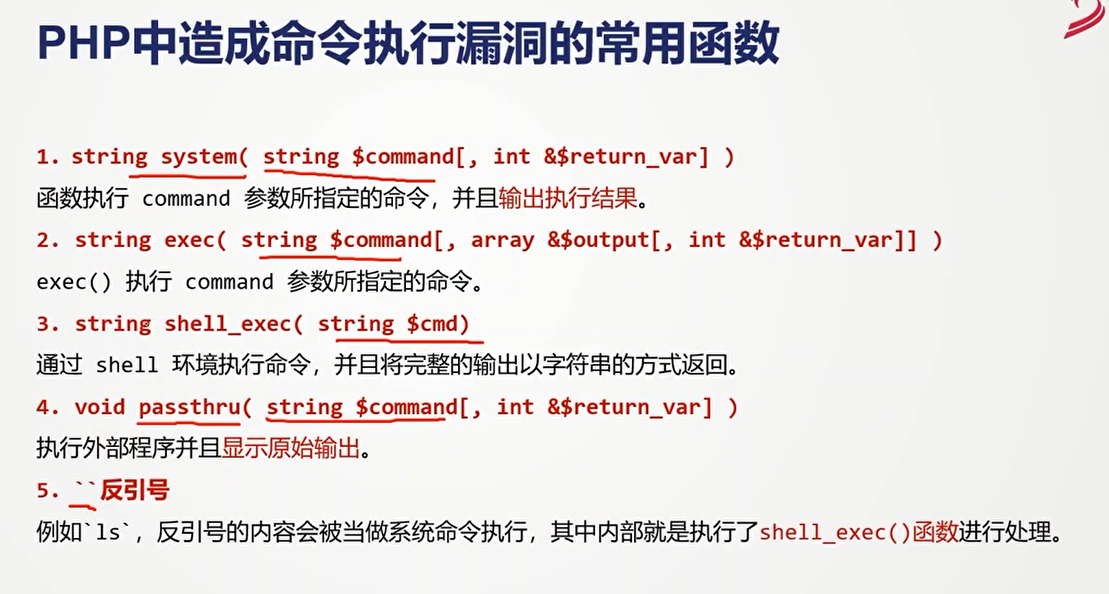 PHP中造成命令执行漏洞的常用函数
1. string system( string $command[, int &$return_var] )
函数执行 command 参数所指定的命令，并且输出执行结果。
2. string exec( string $command[, array &$output[, int &$return_var]] )
exec() 执行 command 参数所指定的命令。
3. string shell_exec( string $cmd)
通过 shell 环境执行命令，并且将完整的输出以字符串的方式返回。
4. void passthru( string $command[, int &$return_var] )
执行外部程序并且显示原始输出。
5. ``反引号
例如`ls`，反引号的内容会被当做系统命令执行，其中内部就是执行了shell_exec()函数进行处理。